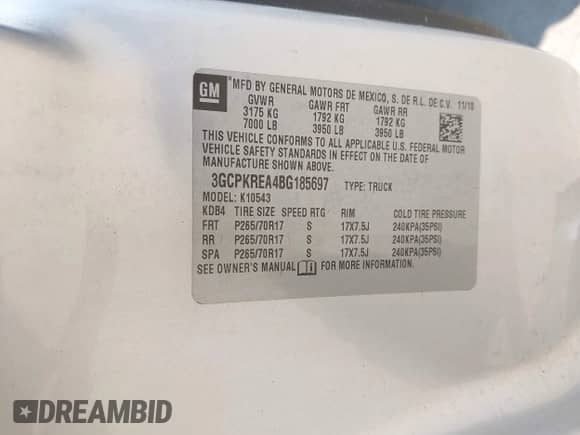 GM
*MFD BY GENERAL MOTORS DE MEXICO, S. DE R.L. DE C.V. 11/10
GVWR GAWR FRT GAWR RR
3175 KG 1792 KG 1792 KG
7000 LB 3950 LB 3950 LB
THIS VEHICLE CONFORMS TO ALL APPLICABLE U.S. FEDERAL MOTOR
VEHICLE SAFETY STANDARDS IN EFFECT ON THE DATE OF
MANUFACTURE SHOWN ABOVE.
3GCPKREA4BG185697 TYPE: TRUCK
MODEL: K10543
KDB4 TIRE SIZE SPEED RTG RIM COLD TIRE PRESSURE
FRT P265/70R17 S 17X7.5J 240KPA(35PSI)
RR P265/70R17 S 17X7.5J 240KPA(35PSI)
SPA P265/70R17 S 17X7.5J 240KPA(35PSI)
SEE OWNER'S MANUAL FOR MORE INFORMATION.
DREAMBID